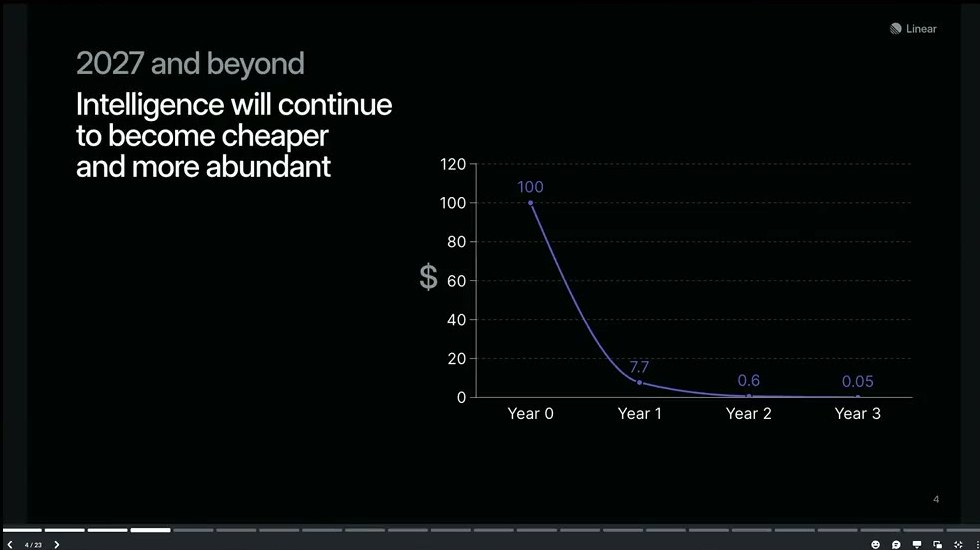 Linear
2027 and beyond
Intelligence will continue
to become cheaper
and more abundant
$
120
100
80
60
40
20
0
100
7.7
0.6
0.05
Year 0 Year 1 Year 2 Year 3
4
4 / 23